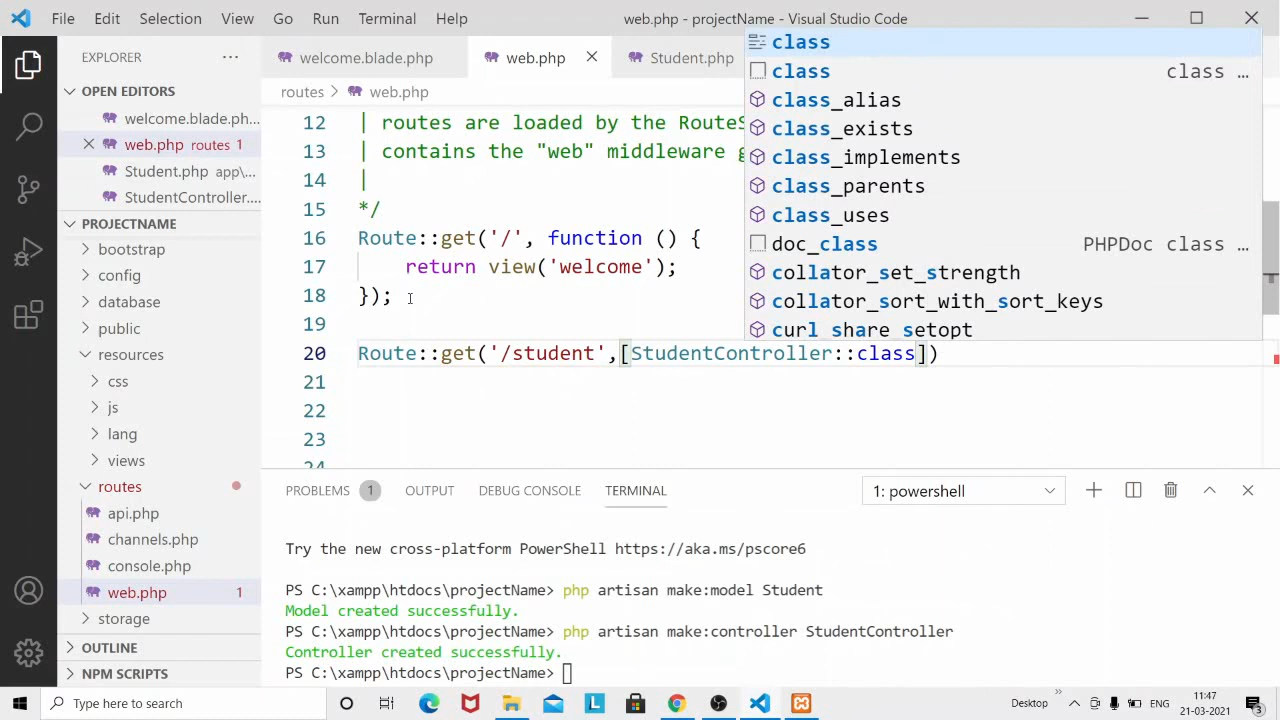 File Edit Selection View Go Run Terminal Help web.php - projectName - Visual Studio Code
EXPLORER ...
OPEN EDITORS
welcome.blade.ph...
web.php routes 1
Student.php app\...
StudentController....
PROJECTNAME
bootstrap
config
database
public
resources
css
js
lang
views
routes
api.php
channels.php
console.php
web.php 1
storage
OUTLINE
NPM SCRIPTS
welcome.blade.php web.php Student.php
routes > web.php
12 | routes are loaded by the RouteS
13 | contains the "web" middleware g
14 |
15 */
16 Route::get('/', function () {
17 return view('welcome');
18 });
19
20 Route::get('/student',[StudentController::class])
21
22
23
24
class
class class ...
class_alias
class_exists
class_implements
class_parents
class_uses
doc_class PHPDoc class ...
collator_set_strength
collator_sort_with_sort_keys
curl_share_setopt
PROBLEMS 1 OUTPUT DEBUG CONSOLE TERMINAL 1: powershell
Try the new cross-platform PowerShell https://aka.ms/pscore6
PS C:\xampp\htdocs\projectName> php artisan make:model Student
Model created successfully.
PS C:\xampp\htdocs\projectName> php artisan make:controller StudentController
Controller created successfully.
PS C:\xampp\htdocs\projectName>
Type here to search
Desktop » ENG 11:47
21-03-2021
3